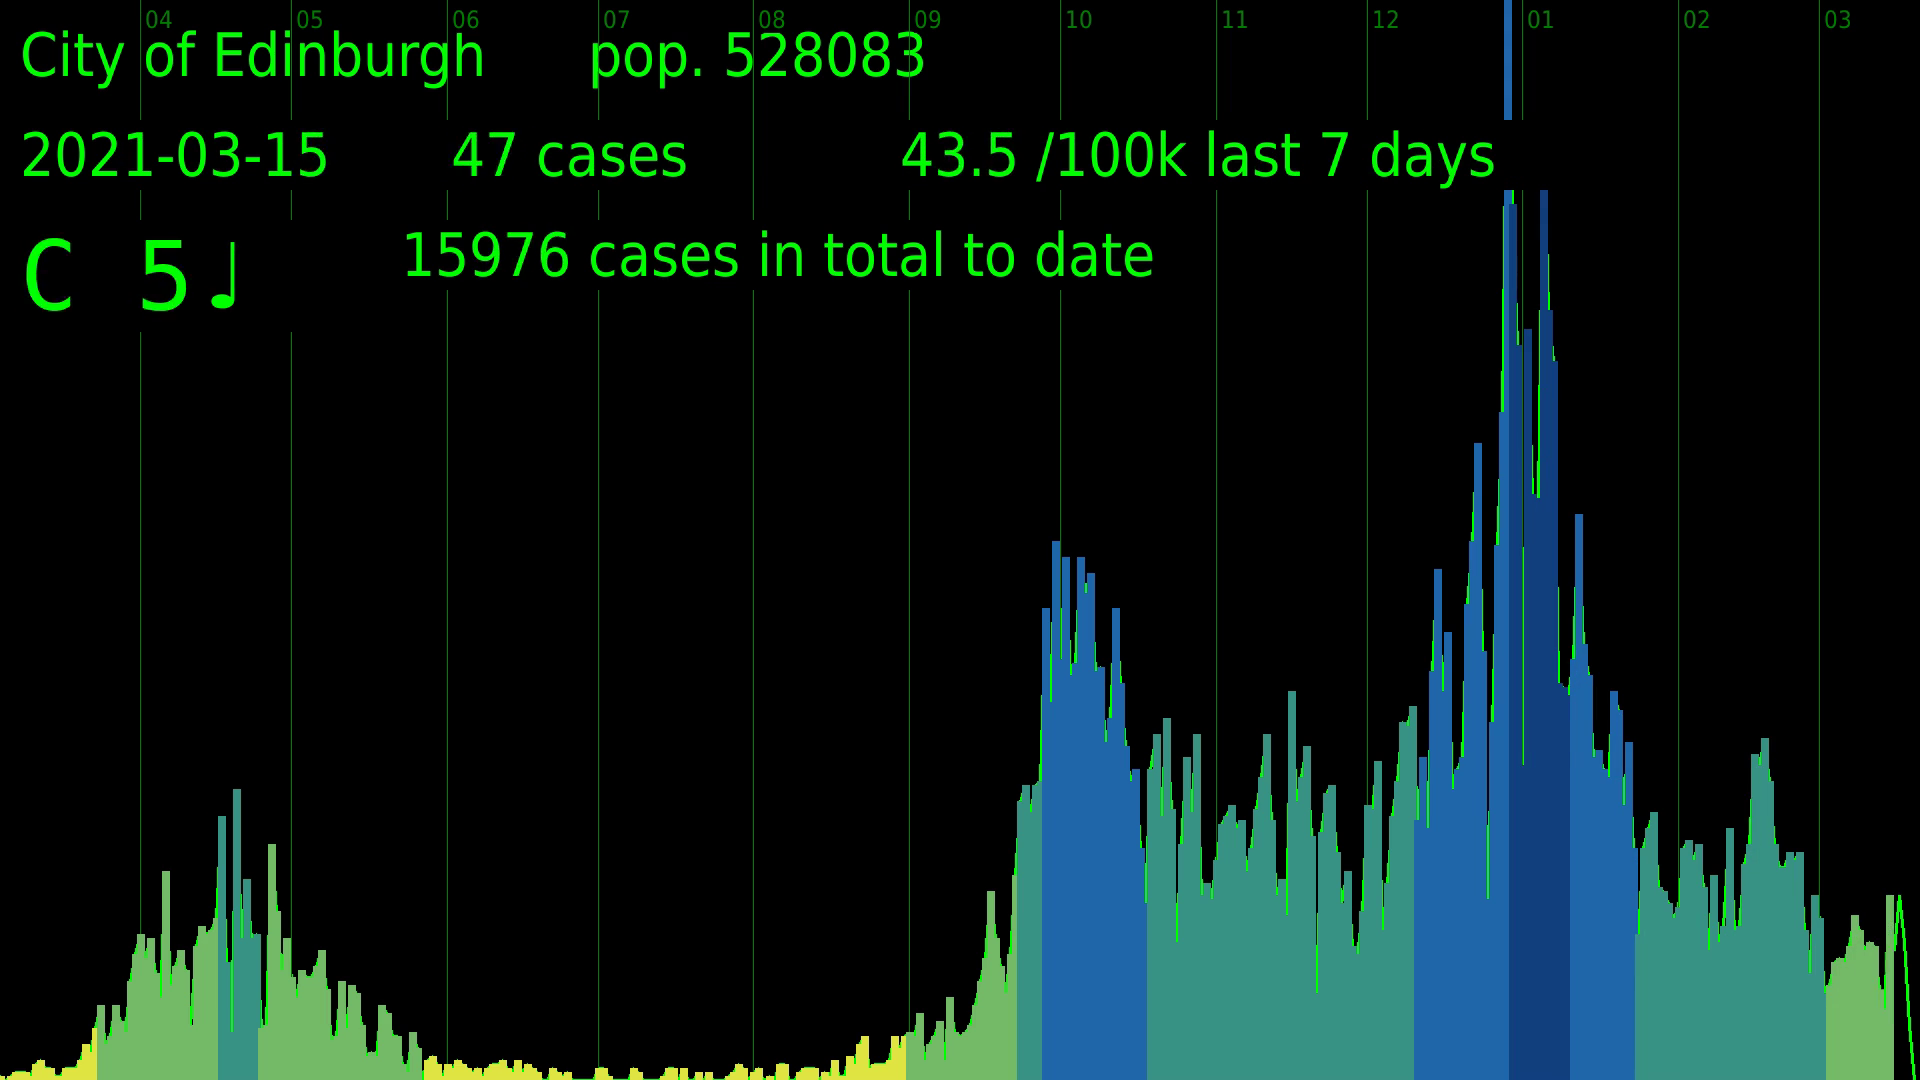 04 05 06 07 08 09 10 11 12 01 02 03
City of Edinburgh pop. 528083
2021-03-15 47 cases 43.5 /100k last 7 days
C 5♩ 15976 cases in total to date